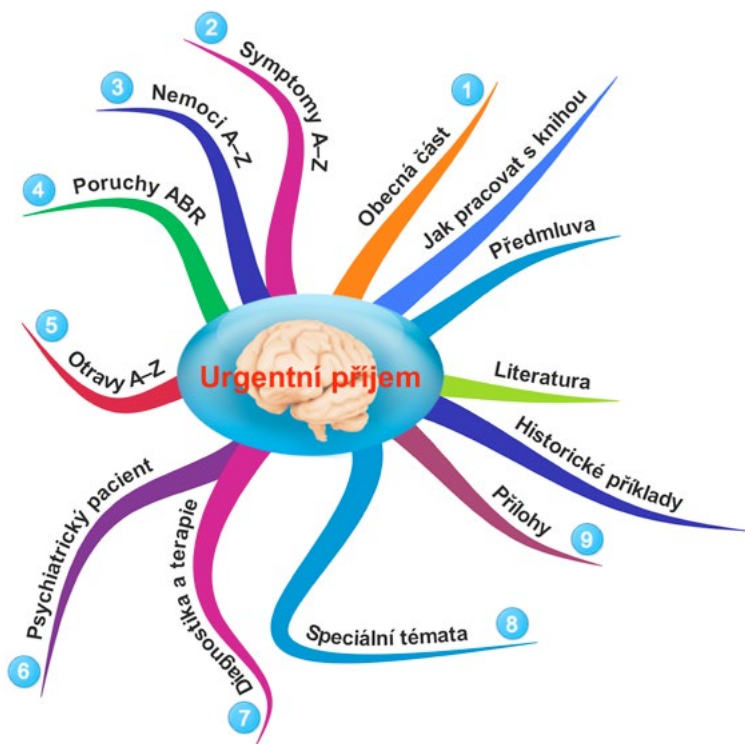 2
Symptomy A–Z
3
Nemoci A–Z
1
Obecná část
Jak pracovat s knihou
4
Poruchy ABR
Předmluva
5
Otravy A–Z
Urgentní příjem
Literatura
Historické příklady
Psychiatrický pacient
Přílohy
9
Diagnostika a terapie
Speciální témata
8
6
7